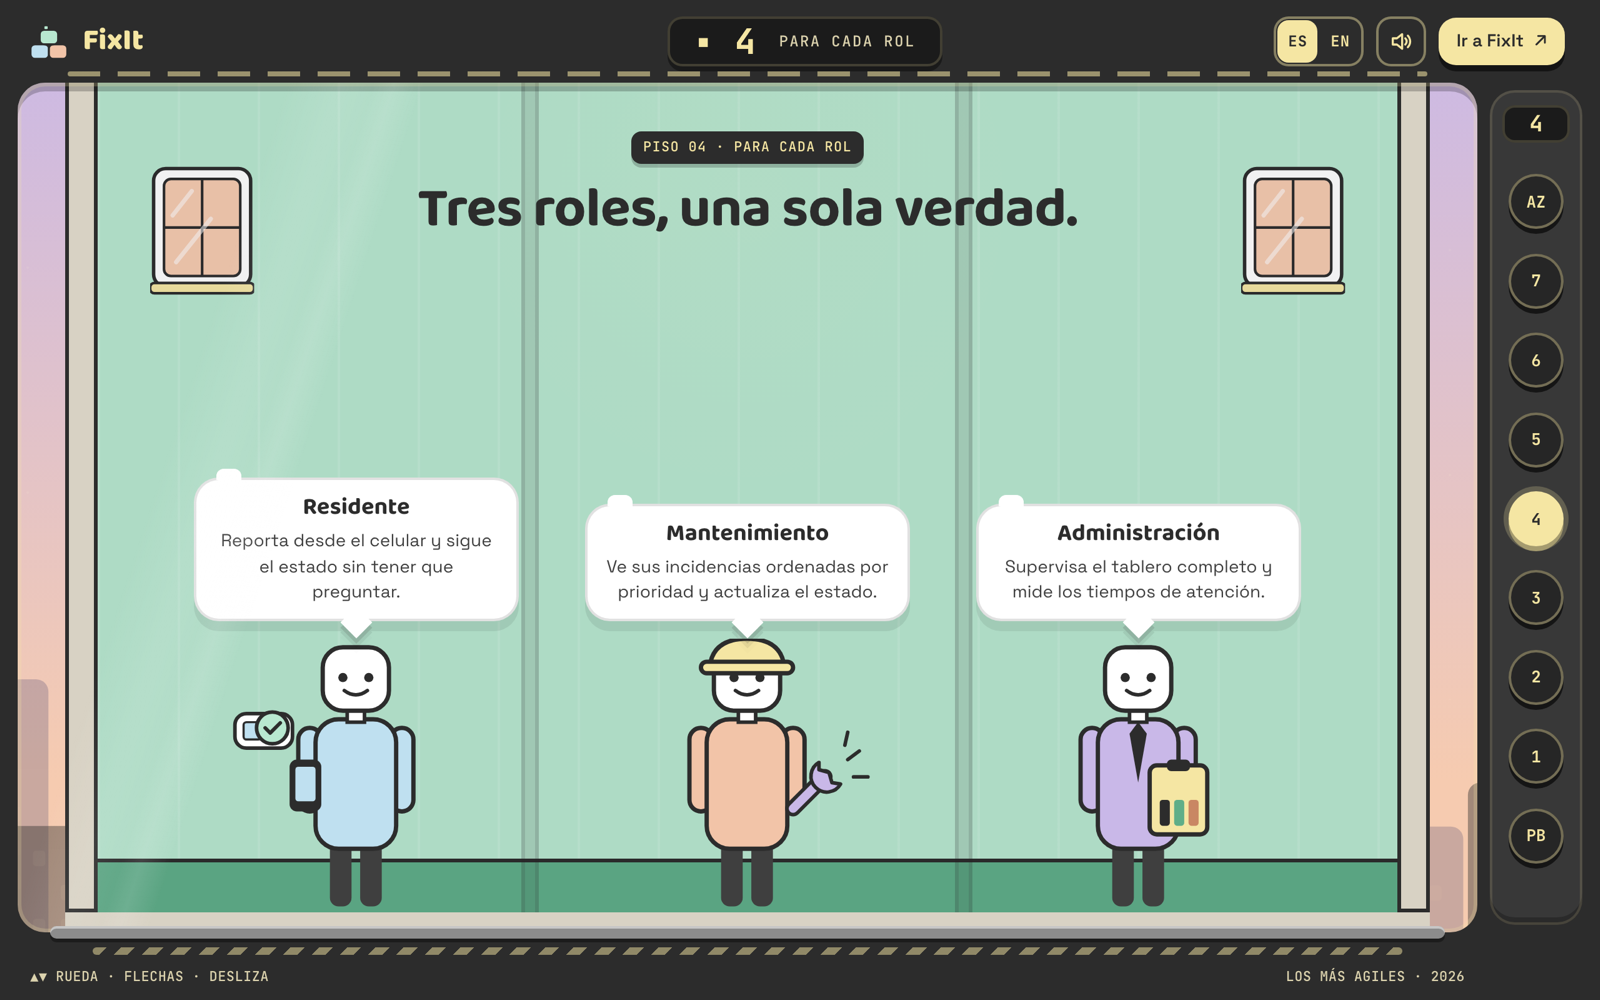 FixIt
4 PARA CADA ROL
ES EN
Ir a FixIt ↗
PISO 04 · PARA CADA ROL
Tres roles, una sola verdad.
Residente
Reporta desde el celular y sigue
el estado sin tener que
preguntar.
Mantenimiento
Ve sus incidencias ordenadas por
prioridad y actualiza el estado.
Administración
Supervisa el tablero completo y
mide los tiempos de atención.
4
AZ
7
6
5
4
3
2
1
PB
▲▼ RUEDA · FLECHAS · DESLIZA
LOS MÁS AGILES · 2026